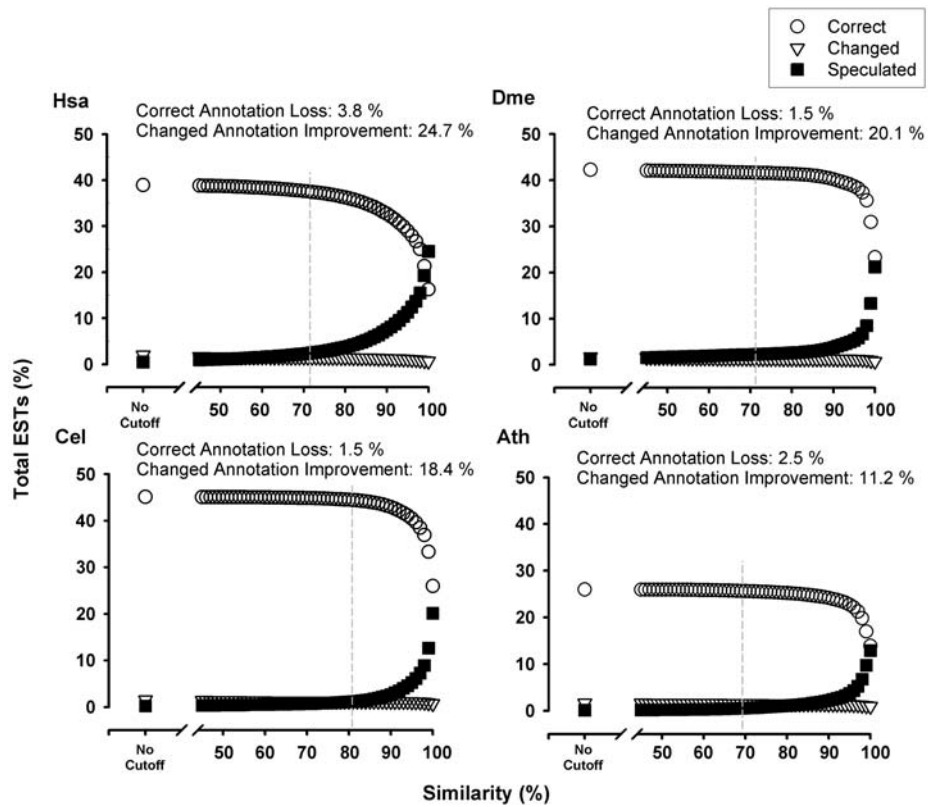 Correct
Changed
Speculated
Hsa
Correct Annotation Loss: 3.8 %
Changed Annotation Improvement: 24.7 %
50
40
30
20
10
0
No
Cutoff
50 60 70 80 90 100
Dme
Correct Annotation Loss: 1.5 %
Changed Annotation Improvement: 20.1 %
50
40
30
20
10
0
No
Cutoff
50 60 70 80 90 100
Total ESTs (%)
Cel
Correct Annotation Loss: 1.5 %
Changed Annotation Improvement: 18.4 %
50
40
30
20
10
0
No
Cutoff
50 60 70 80 90 100
Ath
Correct Annotation Loss: 2.5 %
Changed Annotation Improvement: 11.2 %
50
40
30
20
10
0
No
Cutoff
50 60 70 80 90 100
Similarity (%)